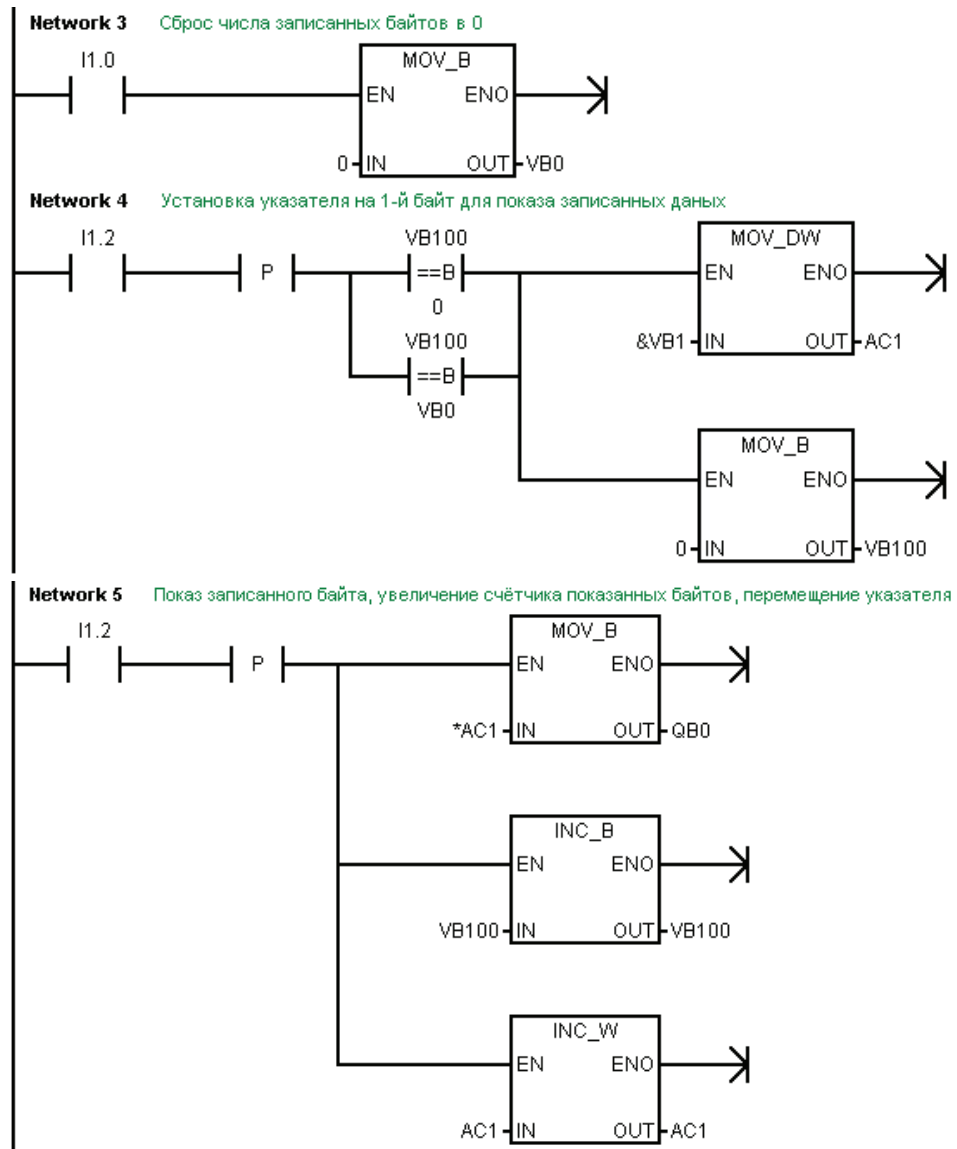 Network 3 Сброс числа записанных байтов в 0
I1.0
MOV_B
EN ENO
0 IN OUT VB0
Network 4 Установка указателя на 1-й байт для показа записанных даных
I1.2 VB100 MOV_DW
P ==B EN ENO
0
VB100 &VB1 IN OUT AC1
==B
VB0
MOV_B
EN ENO
0 IN OUT VB100
Network 5 Показ записанного байта, увеличение счётчика показанных байтов, перемещение указателя
I1.2 MOV_B
P EN ENO
*AC1 IN OUT QB0
INC_B
EN ENO
VB100 IN OUT VB100
INC_W
EN ENO
AC1 IN OUT AC1